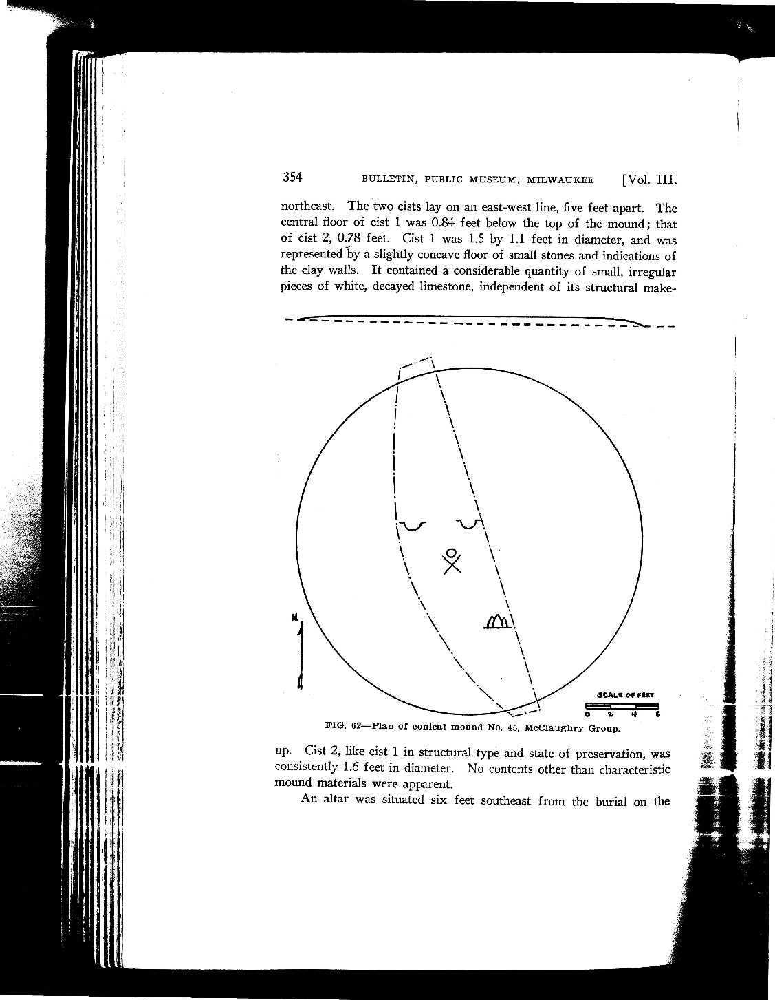 354 BULLETIN, PUBLIC MUSEUM, MILWAUKEE [Vol. III.
northeast. The two cists lay on an east-west line, five feet apart. The
central floor of cist 1 was 0.84 feet below the top of the mound; that
of cist 2, 0.78 feet. Cist 1 was 1.5 by 1.1 feet in diameter, and was
represented by a slightly concave floor of small stones and indications of
the clay walls. It contained a considerable quantity of small, irregular
pieces of white, decayed limestone, independent of its structural make-
N.
SCALE OF FEET
0 2 4 6
FIG. 62—Plan of conical mound No. 45, McClaughry Group.
up. Cist 2, like cist 1 in structural type and state of preservation, was
consistently 1.6 feet in diameter. No contents other than characteristic
mound materials were apparent.
An altar was situated six feet southeast from the burial on the